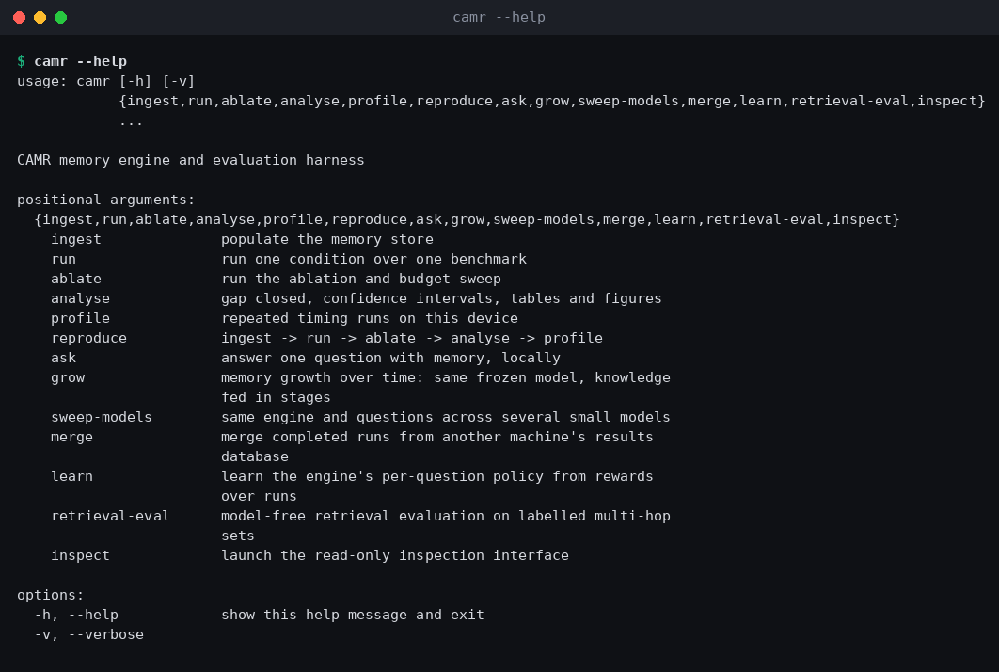 camr --help
$ camr --help
usage: camr [-h] [-v]
            {ingest,run,ablate,analyse,profile,reproduce,ask,grow,sweep-models,merge,learn,retrieval-eval,inspect}
            ...

CAMR memory engine and evaluation harness

positional arguments:
  {ingest,run,ablate,analyse,profile,reproduce,ask,grow,sweep-models,merge,learn,retrieval-eval,inspect}
    ingest              populate the memory store
    run                 run one condition over one benchmark
    ablate              run the ablation and budget sweep
    analyse             gap closed, confidence intervals, tables and figures
    profile             repeated timing runs on this device
    reproduce           ingest -> run -> ablate -> analyse -> profile
    ask                 answer one question with memory, locally
    grow                memory growth over time: same frozen model, knowledge
                        fed in stages
    sweep-models        same engine and questions across several small models
    merge               merge completed runs from another machine's results
                        database
    learn               learn the engine's per-question policy from rewards
                        over runs
    retrieval-eval      model-free retrieval evaluation on labelled multi-hop
                        sets
    inspect             launch the read-only inspection interface

options:
  -h, --help            show this help message and exit
  -v, --verbose